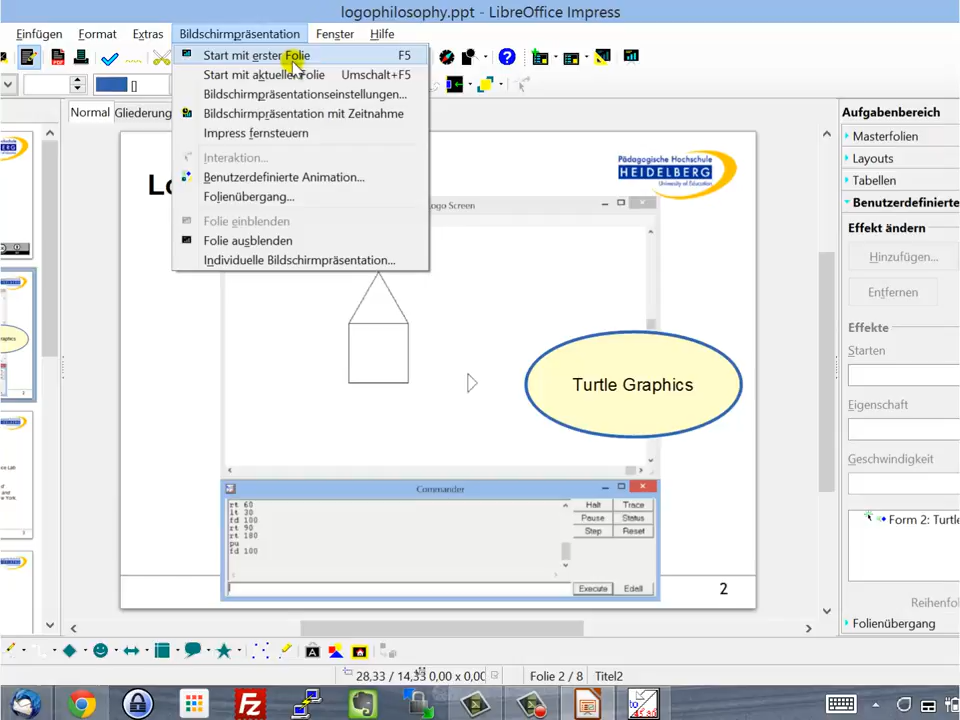 logophilosophy.ppt - LibreOffice Impress
Einfügen Format Extras Bildschirmpräsentation Fenster Hilfe
Start mit erster Folie F5
Start mit aktueller Folie Umschalt+F5
Bildschirmpräsentationseinstellungen...
Bildschirmpräsentation mit Zeitnahme
Impress fernsteuern
Interaktion...
Benutzerdefinierte Animation...
Folienübergang...
Folie einblenden
Folie ausblenden
Individuelle Bildschirmpräsentation...
Normal Gliederung
Aufgabenbereich
Masterfolien
Layouts
Tabellen
Benutzerdefinierte
Effekt ändern
Hinzufügen...
Entfernen
Effekte
Starten
Eigenschaft
Geschwindigkeit
Form 2: Turtle
Folienübergang
Pädagogische Hochschule
HEIDELBERG
University of Education
Logo Screen
Turtle Graphics
Commander
rt 60
lt 30
fd 100
rt 90
rt 180
pu
fd 100
Halt Trace
Pause Status
Step Reset
Execute Edall
2
28,33 / 14,33 0,00 x 0,00 Folie 2 / 8 Titel2